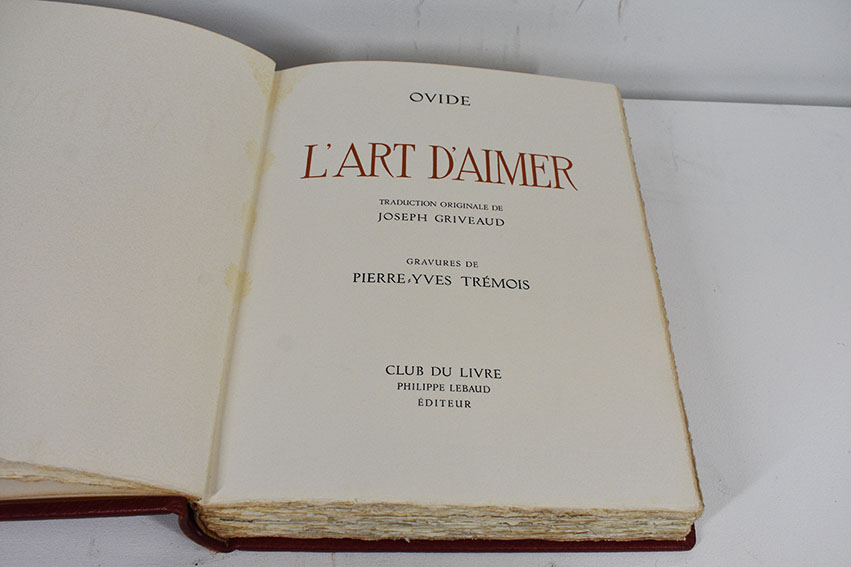 OVIDE
L'ART D'AIMER
TRADUCTION ORIGINALE DE
JOSEPH GRIVEAUD
GRAVURES DE
PIERRE-YVES TRÉMOIS
CLUB DU LIVRE
PHILIPPE LEBAUD
ÉDITEUR